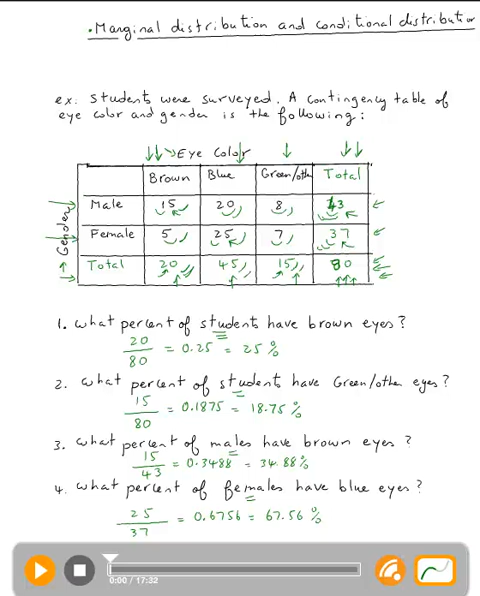 . Marginal distribution and conditional distribution
ex: students were surveyed. A contingency table of
eye color and gender is the following:
Eye Color
Brown Blue Green/other Total
Gender
Male 15 20 8 43
Female 5 25 7 37
Total 20 45 15 80
1. what percent of students have brown eyes?
20/80 = 0.25 = 25%
2. what percent of students have Green/other eyes?
15/80 = 0.1875 = 18.75%
3. what percent of males have brown eyes?
15/43 = 0.3488 = 34.88%
4. what percent of females have blue eyes?
25/37 = 0.6756 = 67.56%
0:00 / 17:32